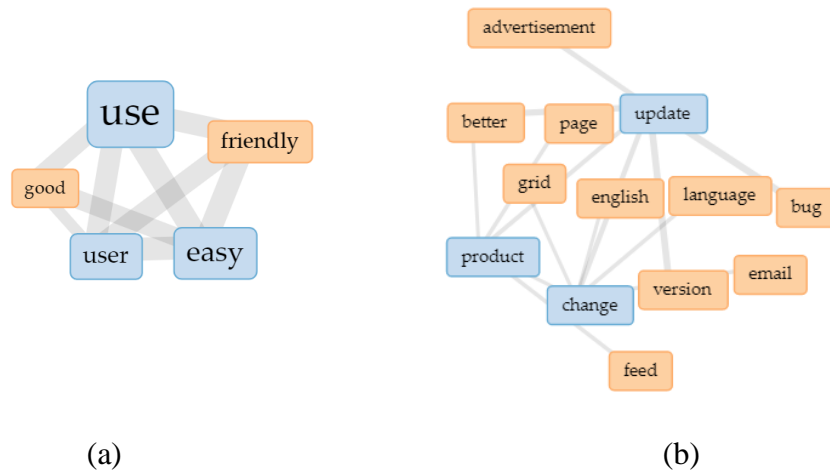 use
friendly
good
user
easy
advertisement
better
page
update
grid
english
language
bug
product
change
version
email
feed
(a)
(b)